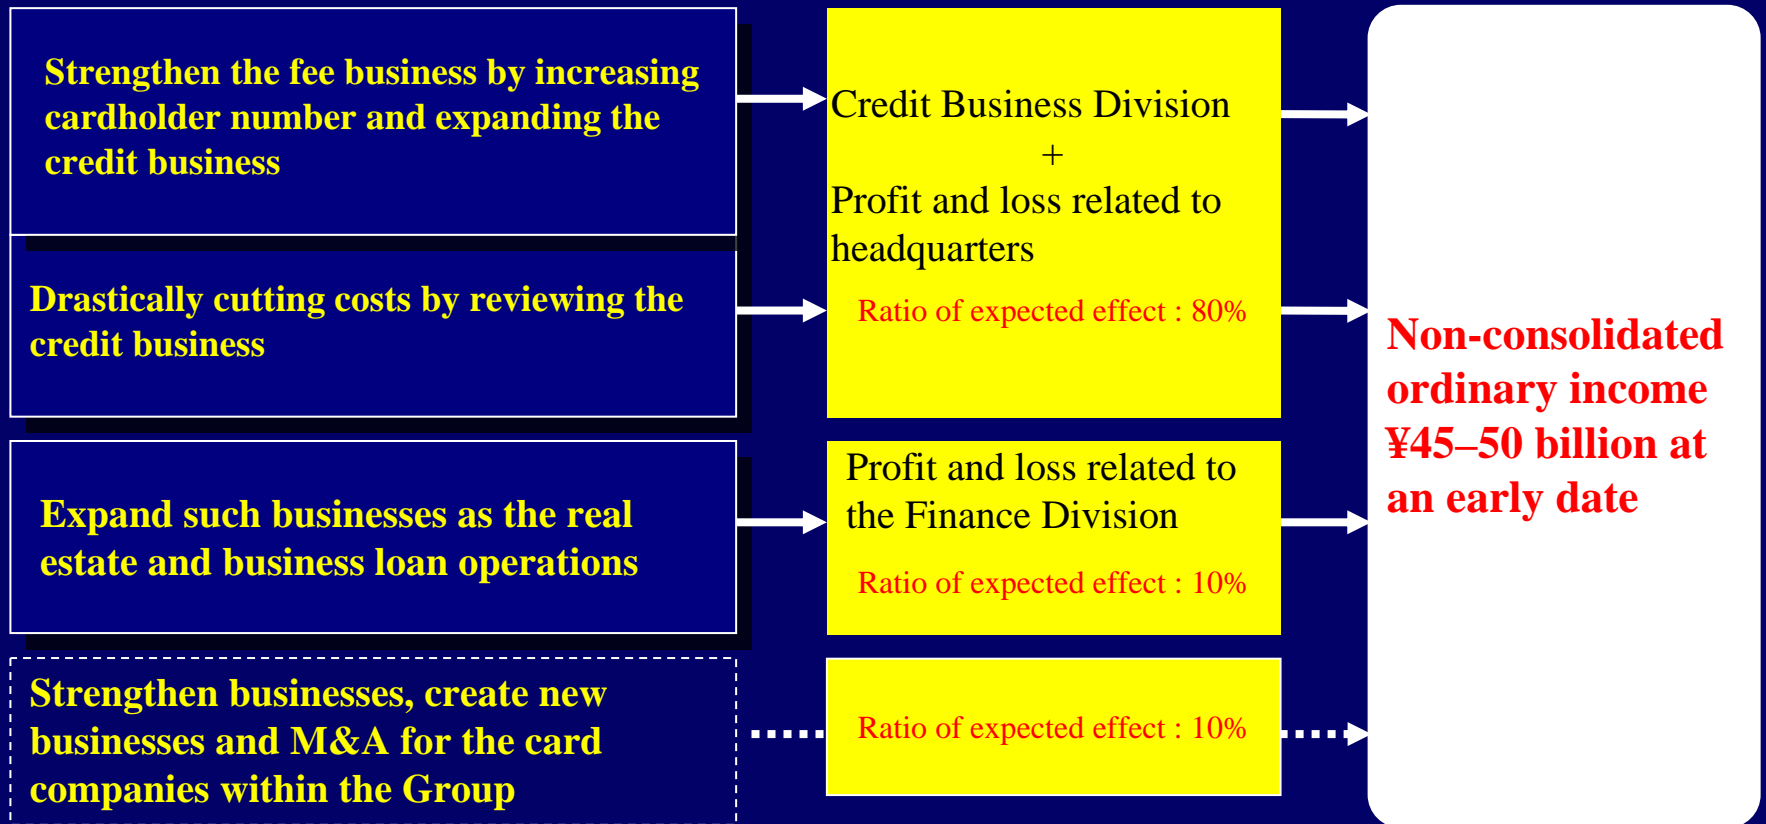 Strengthen the fee business by increasing
cardholder number and expanding the
credit business
Drastically cutting costs by reviewing the
credit business
Expand such businesses as the real
estate and business loan operations
Strengthen businesses, create new
businesses and M&A for the card
companies within the Group
Credit Business Division
+
Profit and loss related to
headquarters
Ratio of expected effect : 80%
Profit and loss related to
the Finance Division
Ratio of expected effect : 10%
Ratio of expected effect : 10%
Non-consolidated
ordinary income
¥45–50 billion at
an early date